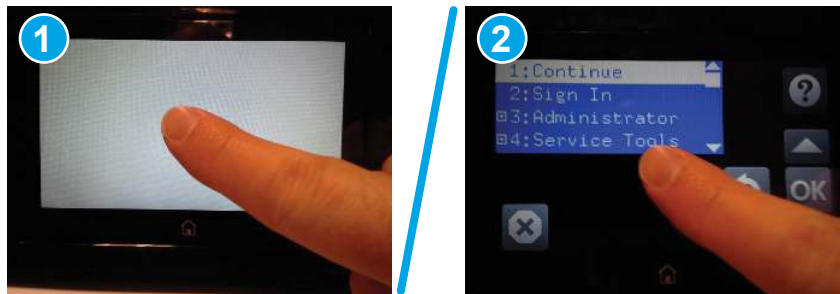 1
2
1:Continue
2:Sign In
3:Administrator
4:Service Tools
?
OK